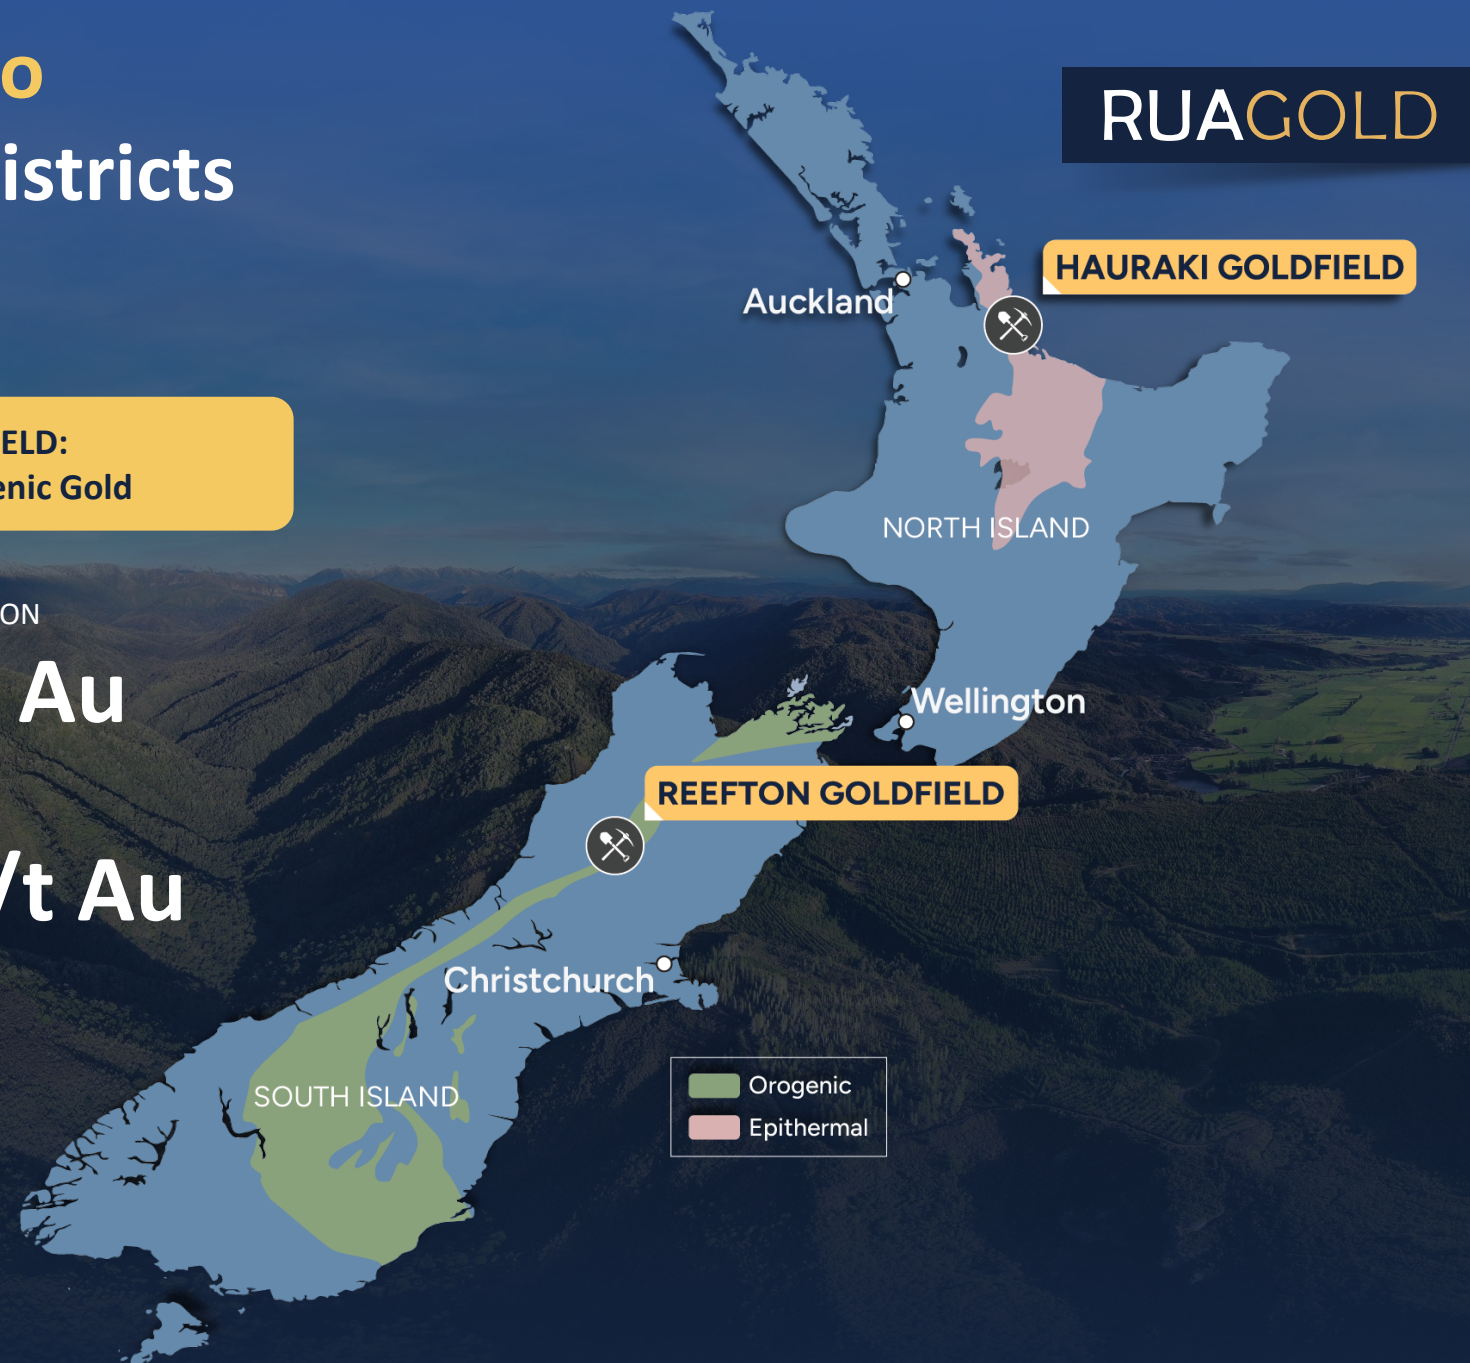 o
istricts
RUAGOLD
HAURAKI GOLDFIELD
Auckland
ELD:
enic Gold
NORTH ISLAND
ON
Au
Wellington
REEFTON GOLDFIELD
/t Au
Christchurch
SOUTH ISLAND
Orogenic
Epithermal